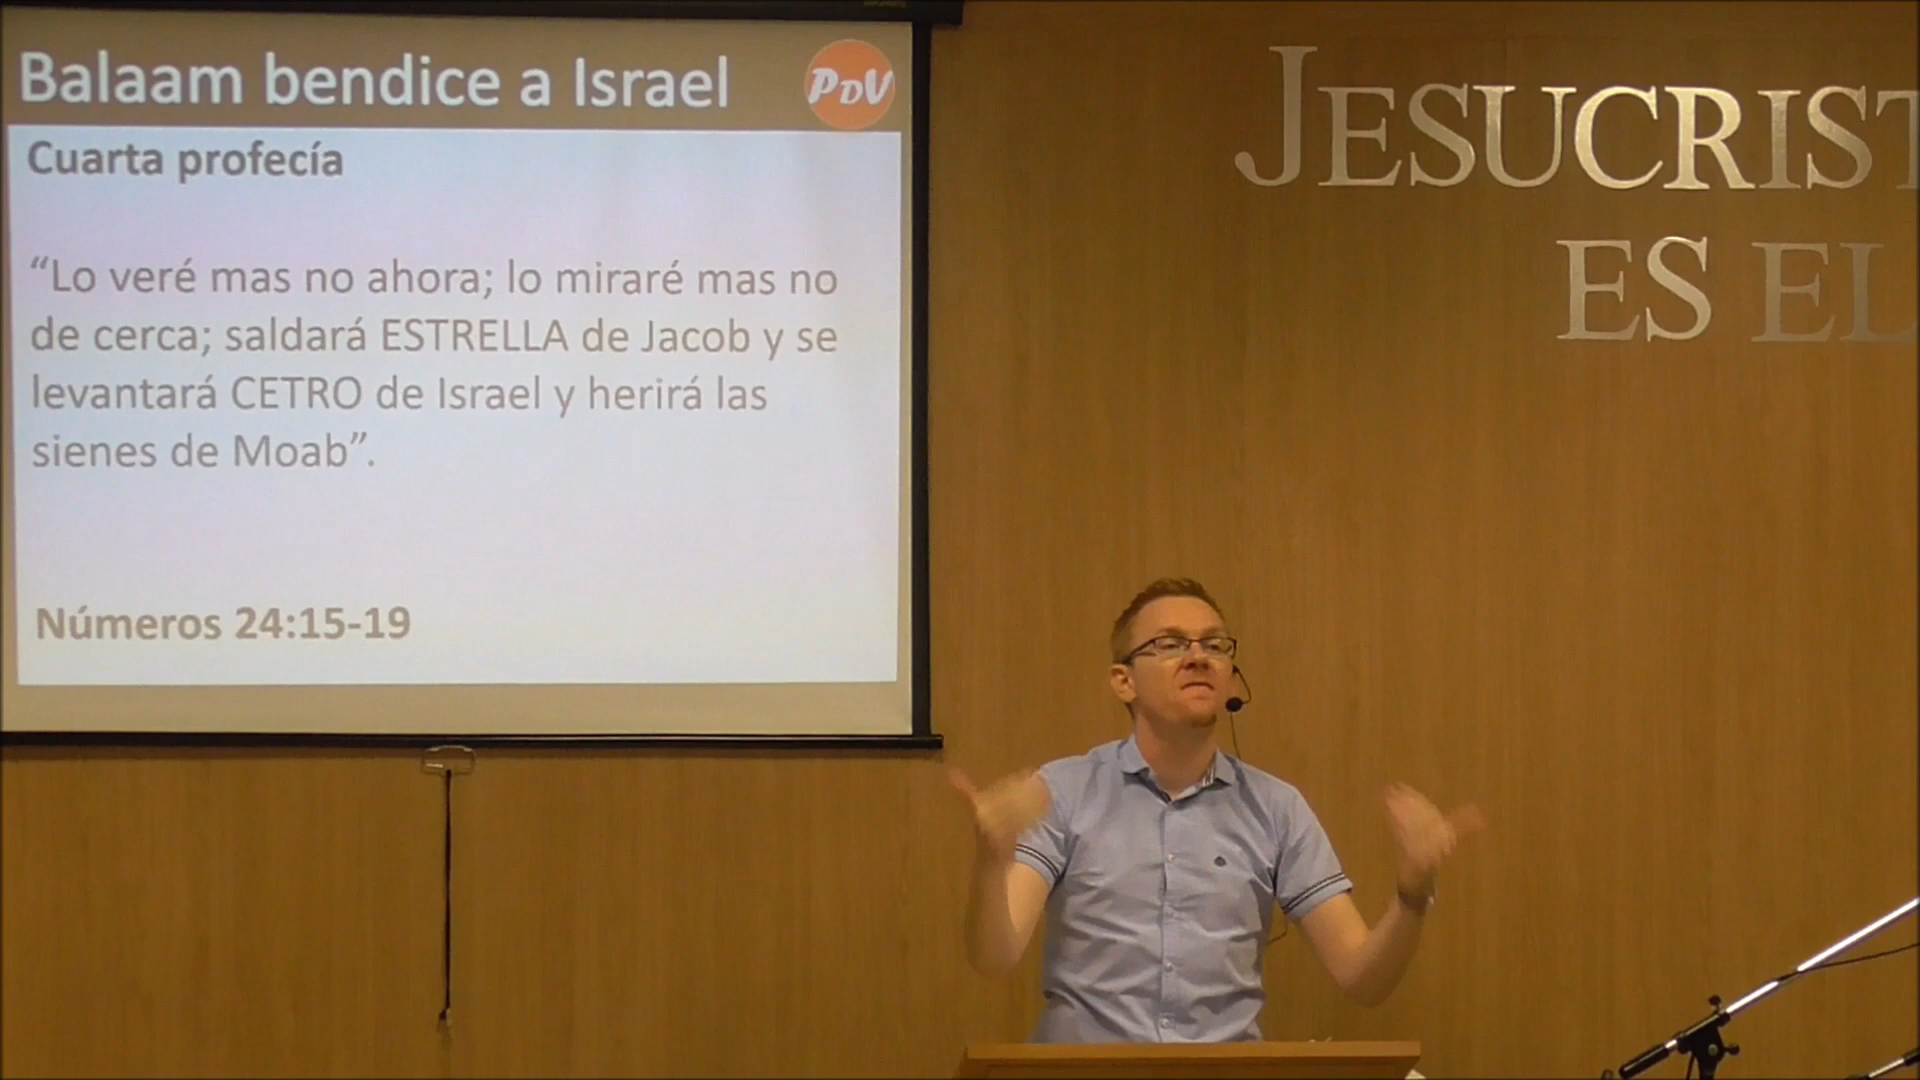 Balaam bendice a Israel
PDV
Cuarta profecía
“Lo veré mas no ahora; lo miraré mas no
de cerca; saldará ESTRELLA de Jacob y se
levantará CETRO de Israel y herirá las
sienes de Moab”.
Números 24:15-19
JESUCRIST
ES EL